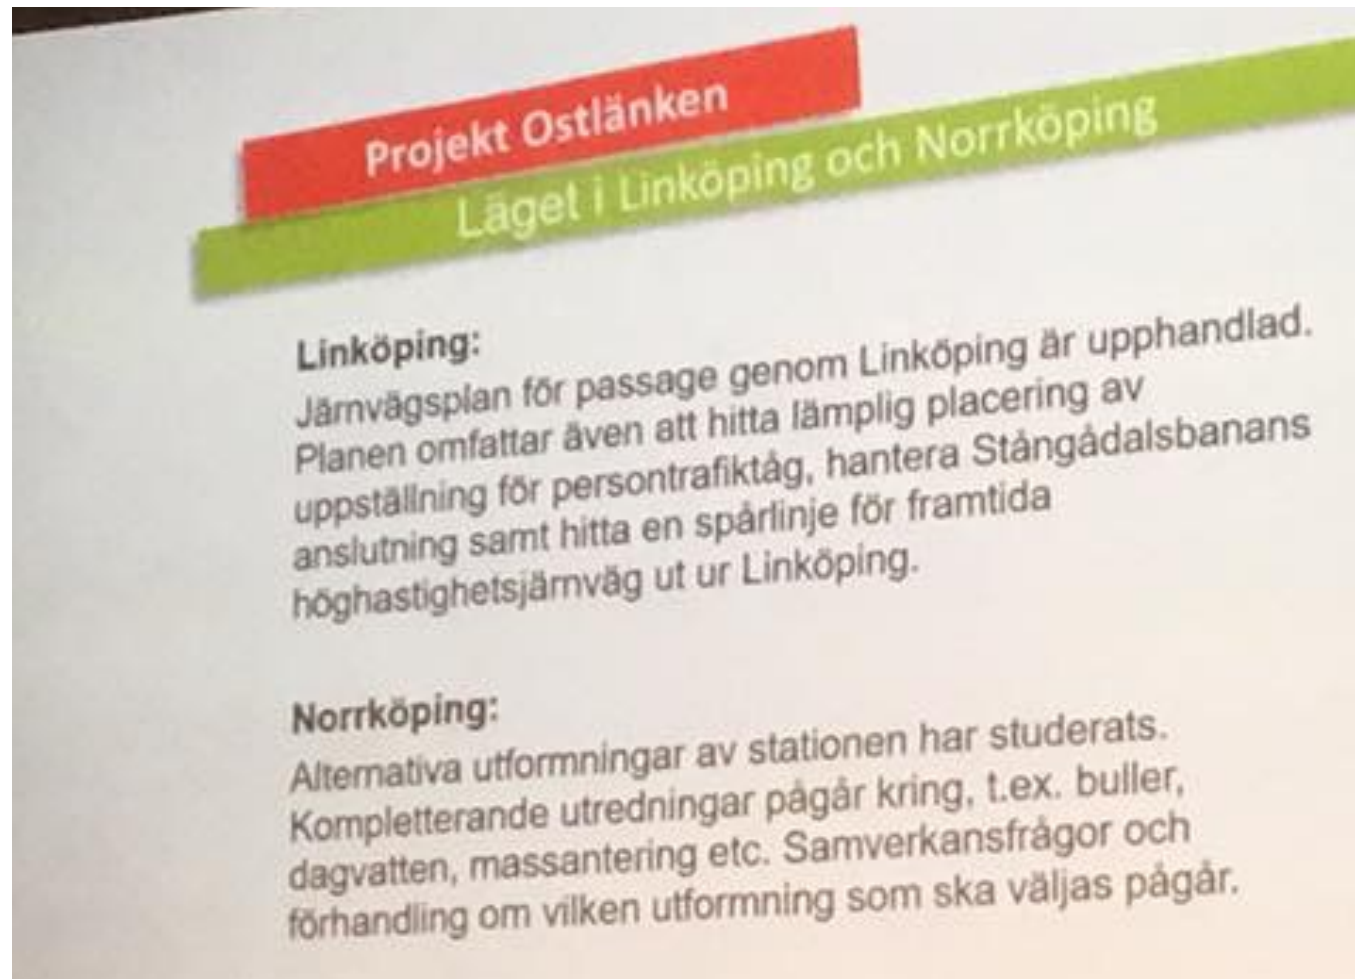 Projekt Ostlänken
Läget i Linköping och Norrköping
Linköping:
Järnvägsplan för passage genom Linköping är upphandlad.
Planen omfattar även att hitta lämplig placering av
uppställning för persontrafiktåg, hantera Stångådalsbanans
anslutning samt hitta en spårlinje för framtida
höghastighetsjärnväg ut ur Linköping.
Norrköping:
Alternativa utformningar av stationen har studerats.
Kompletterande utredningar pågår kring, t.ex. buller,
dagvatten, massantering etc. Samverkansfrågor och
förhandling om vilken utformning som ska väljas pågår.